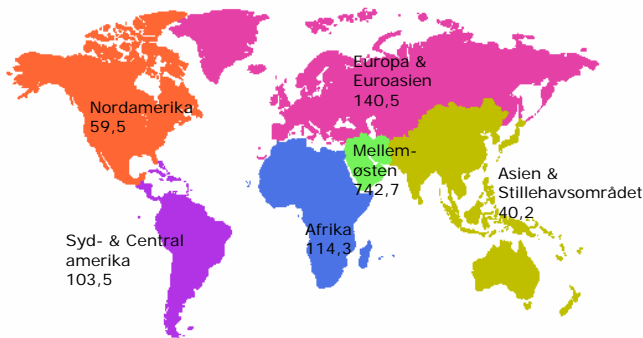 Europa &
Euroasien
140,5
Nordamerika
59,5
Mellem-
østen
742,7
Asien &
Stillehavsområdet
40,2
Afrika
114,3
Syd- & Central
amerika
103,5